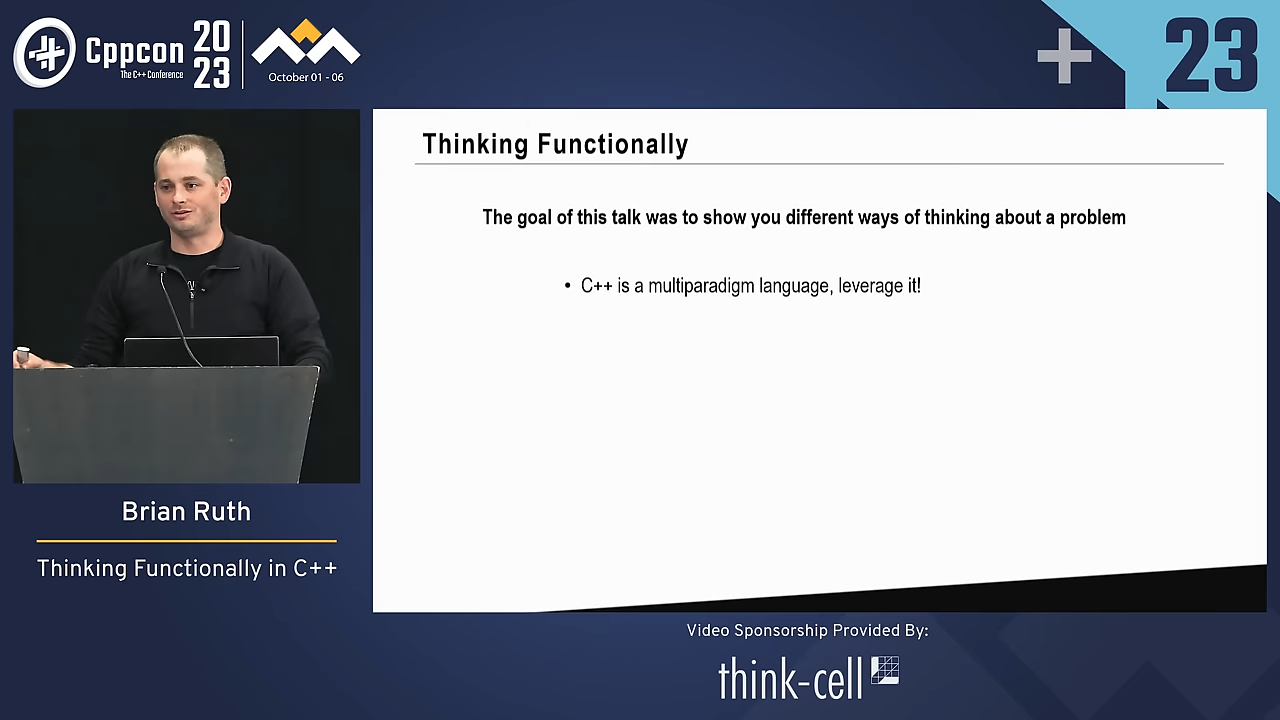 Cppcon
The C++ Conference
20
23
October 01 - 06
23
Thinking Functionally
The goal of this talk was to show you different ways of thinking about a problem
• C++ is a multiparadigm language, leverage it!
Brian Ruth
Thinking Functionally in C++
Video Sponsorship Provided By:
think-cell